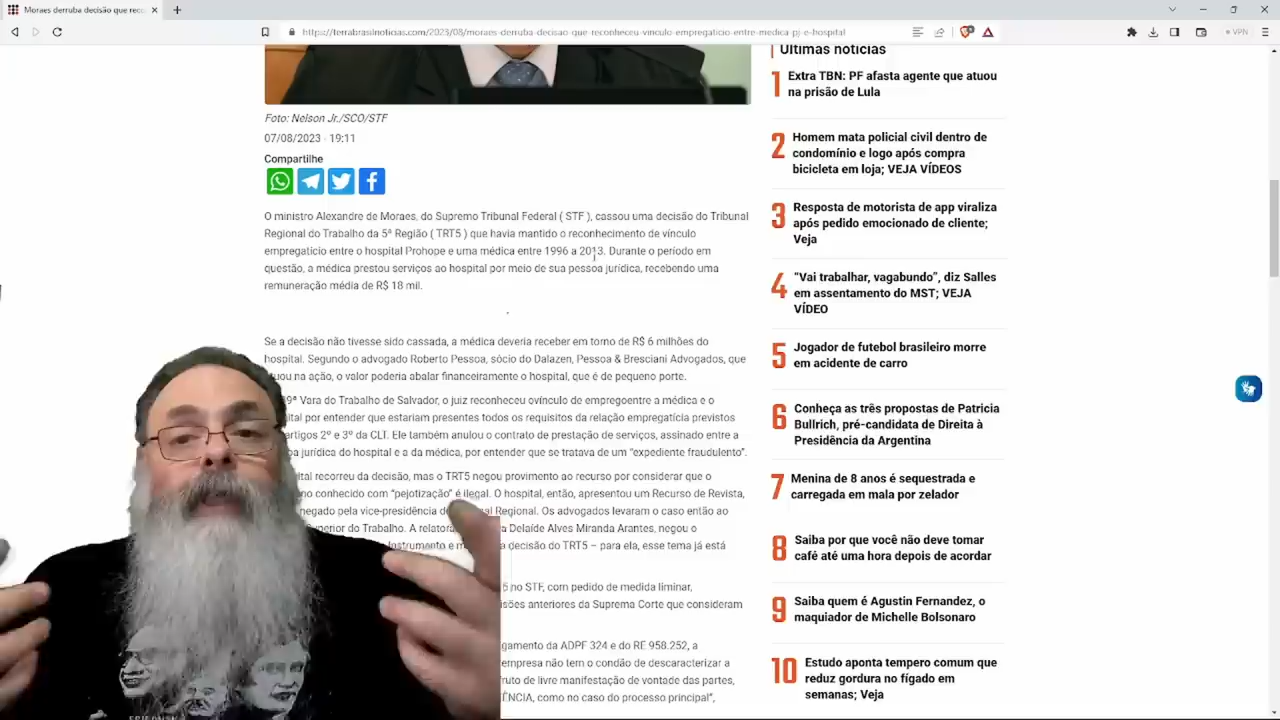 Moraes derruba decisão que reco
https://terrabrasilnoticias.com/2023/08/moraes-derruba-decisao-que-reconheceu-vinculo-empregaticio-entre-medica-pj-e-hospital
VPN
Foto: Nelson Jr./SCO/STF
07/08/2023 - 19:11
Compartilhe
O ministro Alexandre de Moraes, do Supremo Tribunal Federal ( STF ), cassou uma decisão do Tribunal
Regional do Trabalho da 5ª Região ( TRT5 ) que havia mantido o reconhecimento de vínculo
empregatício entre o hospital Prohope e uma médica entre 1996 a 2013. Durante o período em
questão, a médica prestou serviços ao hospital por meio de sua pessoa jurídica, recebendo uma
remuneração média de R$ 18 mil.
Se a decisão não tivesse sido cassada, a médica deveria receber em torno de R$ 6 milhões do
hospital. Segundo o advogado Roberto Pessoa, sócio do Dalazen, Pessoa & Bresciani Advogados, que
na ação, o valor poderia abalar financeiramente o hospital, que é de pequeno porte.
Vara do Trabalho de Salvador, o juiz reconheceu ovínculo de empregoentre a médica e o
por entender que estariam presentes todos os requisitos da relação empregatícia previstos
artigos 2º e 3º da CLT. Ele também anulou o contrato de prestação de serviços, assinado entre a
jurídica do hospital e a da médica, por entender que se tratava de um “expediente fraudulento”.
recorreu da decisão, mas o TRT5 negou provimento ao recurso por considerar que o
conhecido com “pejotização” é ilegal. O hospital, então, apresentou um Recurso de Revista,
negado pela vice-presidência Regional. Os advogados levaram o caso então ao
do Trabalho. A Delaíde Alves Miranda Arantes, negou o
decisão do TRT5 – para ela, esse tema já está
no STF, com pedido de medida liminar,
anteriores da Suprema Corte que consideram
da ADPF 324 e do RE 958.252, a
empresa não tem o condão de descaracterizar a
de livre manifestação de vontade das partes,
como no caso do processo principal”,
Últimas notícias
1 Extra TBN: PF afasta agente que atuou
na prisão de Lula
2 Homem mata policial civil dentro de
condomínio e logo após compra
bicicleta em loja; VEJA VÍDEOS
3 Resposta de motorista de app viraliza
após pedido emocionado de cliente;
Veja
4 “Vai trabalhar, vagabundo”, diz Salles
em assentamento do MST; VEJA
VÍDEO
5 Jogador de futebol brasileiro morre
em acidente de carro
6 Conheça as três propostas de Patricia
Bullrich, pré-candidata de Direita à
Presidência da Argentina
7 Menina de 8 anos é sequestrada e
carregada em mala por zelador
8 Saiba por que você não deve tomar
café até uma hora depois de acordar
9 Saiba quem é Agustin Fernandez, o
maquiador de Michelle Bolsonaro
10 Estudo aponta tempero comum que
reduz gordura no fígado em
semanas; Veja